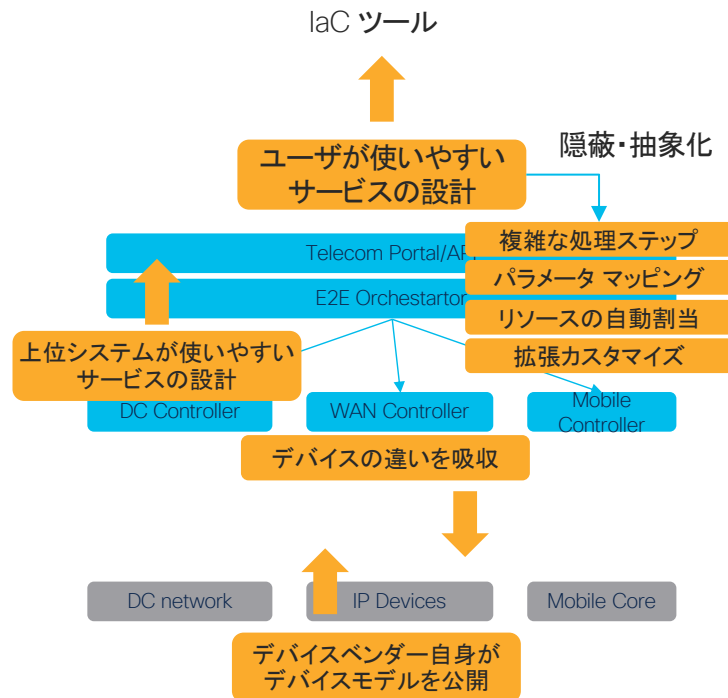 IaC ツール
ユーザが使いやすい
サービスの設計
隠蔽・抽象化
Telecom Portal/AP
複雑な処理ステップ
パラメータ マッピング
E2E Orchestartor
リソースの自動割当
拡張カスタマイズ
上位システムが使いやすい
サービスの設計
DC Controller
WAN Controller
Mobile
Controller
デバイスの違いを吸収
DC network
IP Devices
Mobile Core
デバイスベンダー自身が
デバイスモデルを公開